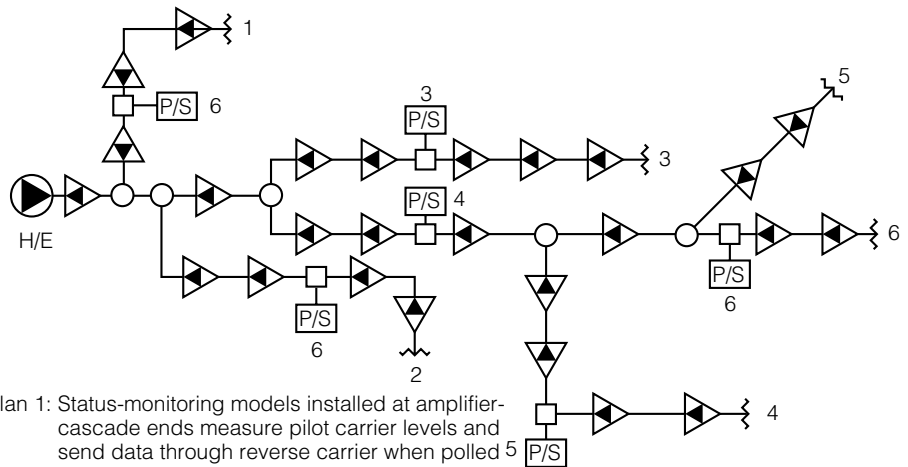 1
5
P/S 6
3
P/S
3
P/S 4
H/E
6
P/S
6
P/S
6
2
lan 1: Status-monitoring models installed at amplifier-
cascade ends measure pilot carrier levels and
send data through reverse carrier when polled
4
5 P/S